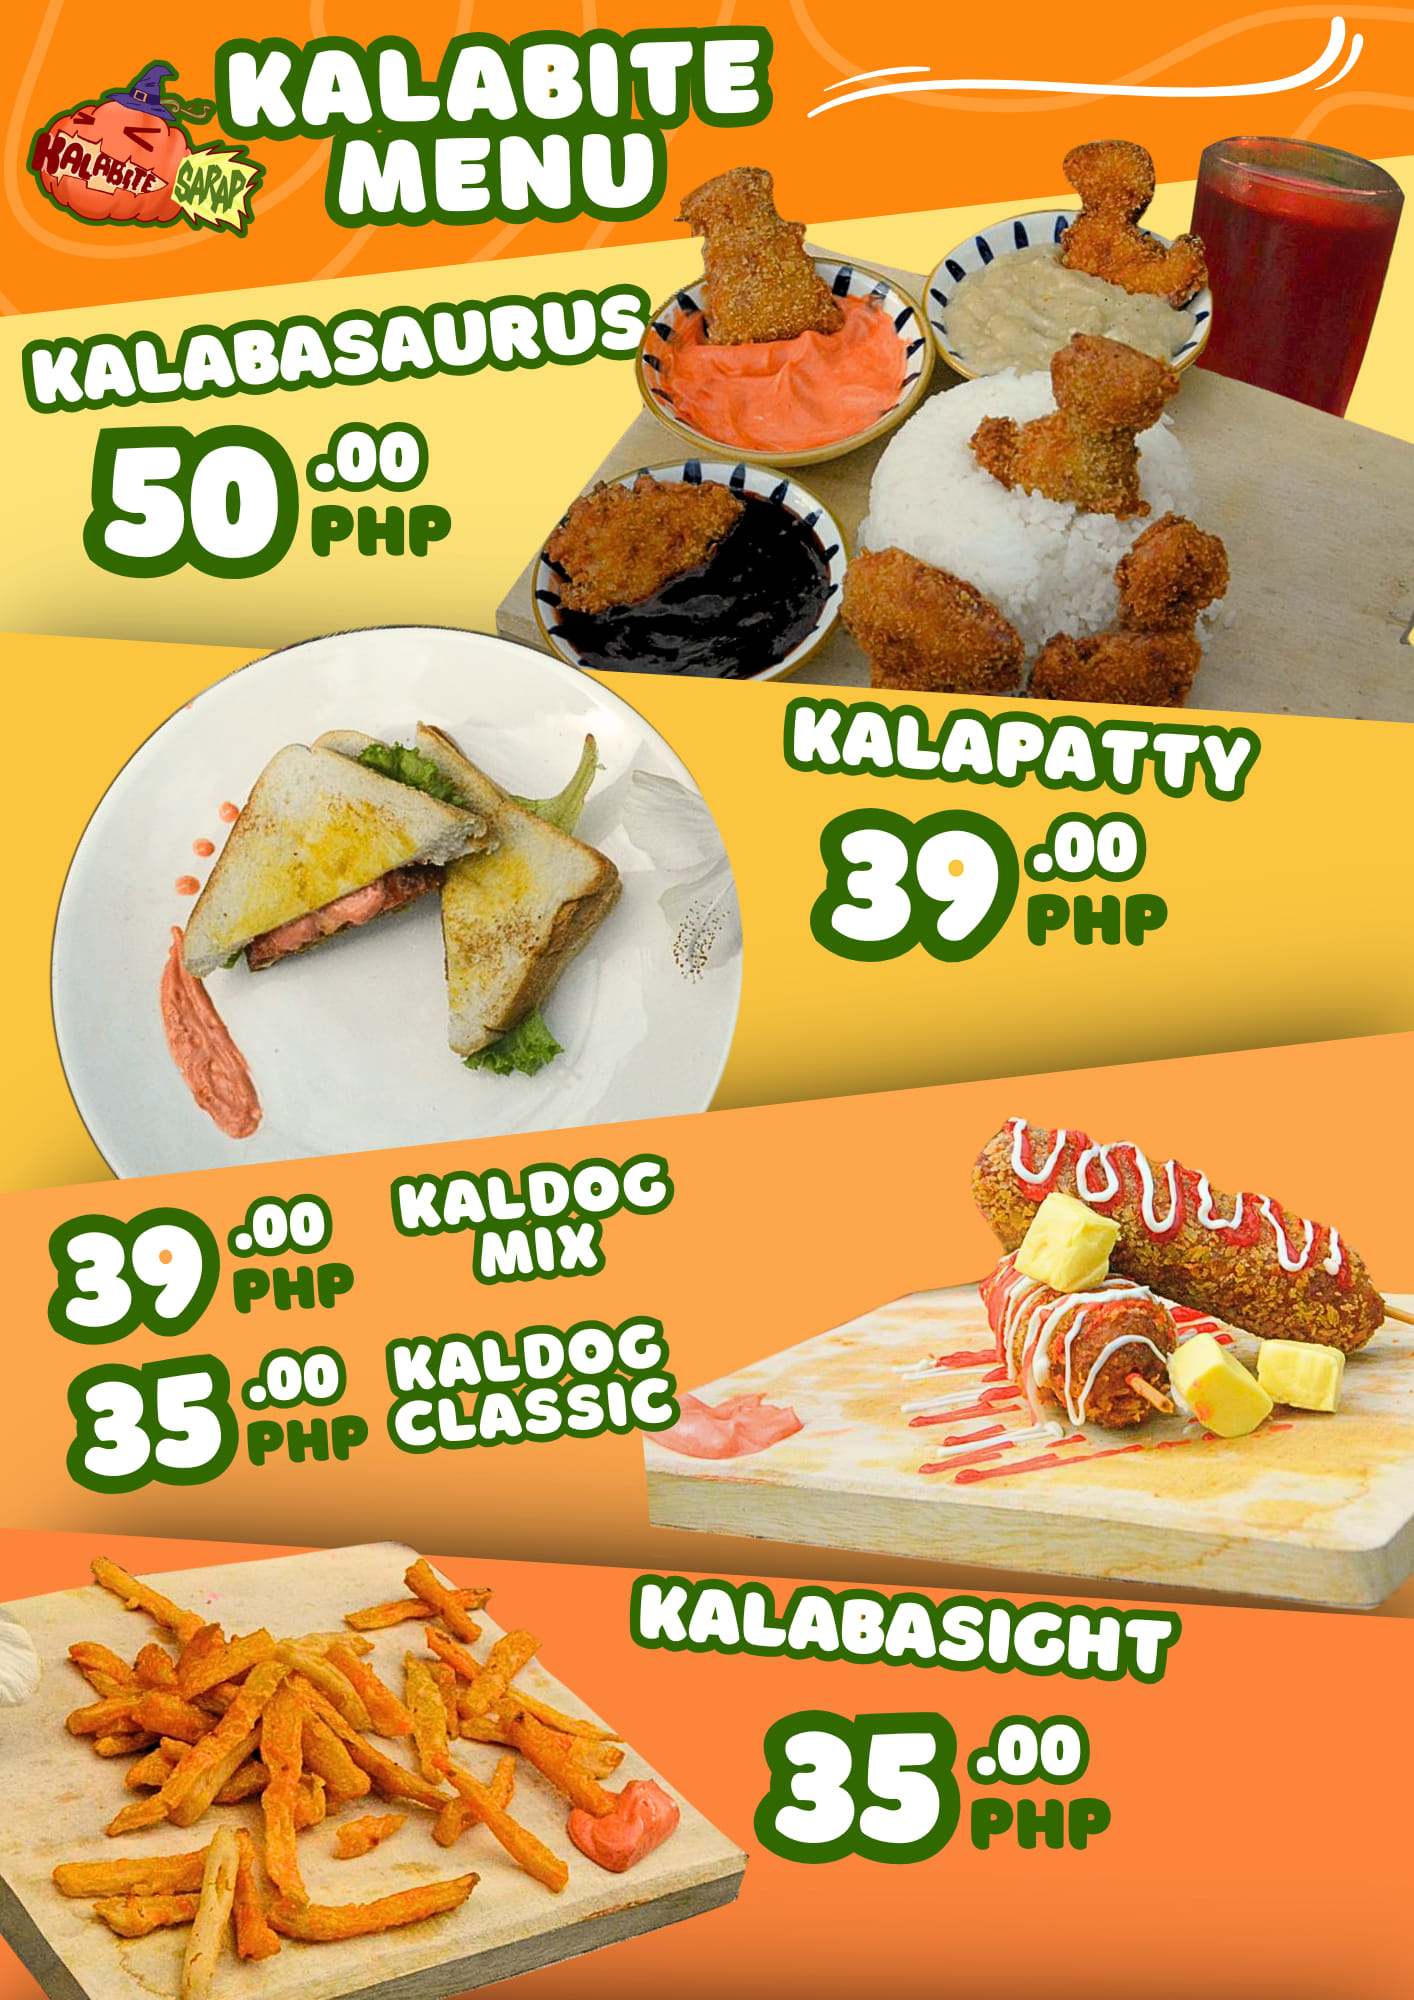 KALABITE
SARAP
KALABITE
MENU
KALABASAURUS
50.00
PHP
KALAPATTY
39.00
PHP
39.00
PHP
KALDOG
MIX
35.00
PHP
KALDOG
CLASSIC
KALABASIGHT
35.00
PHP